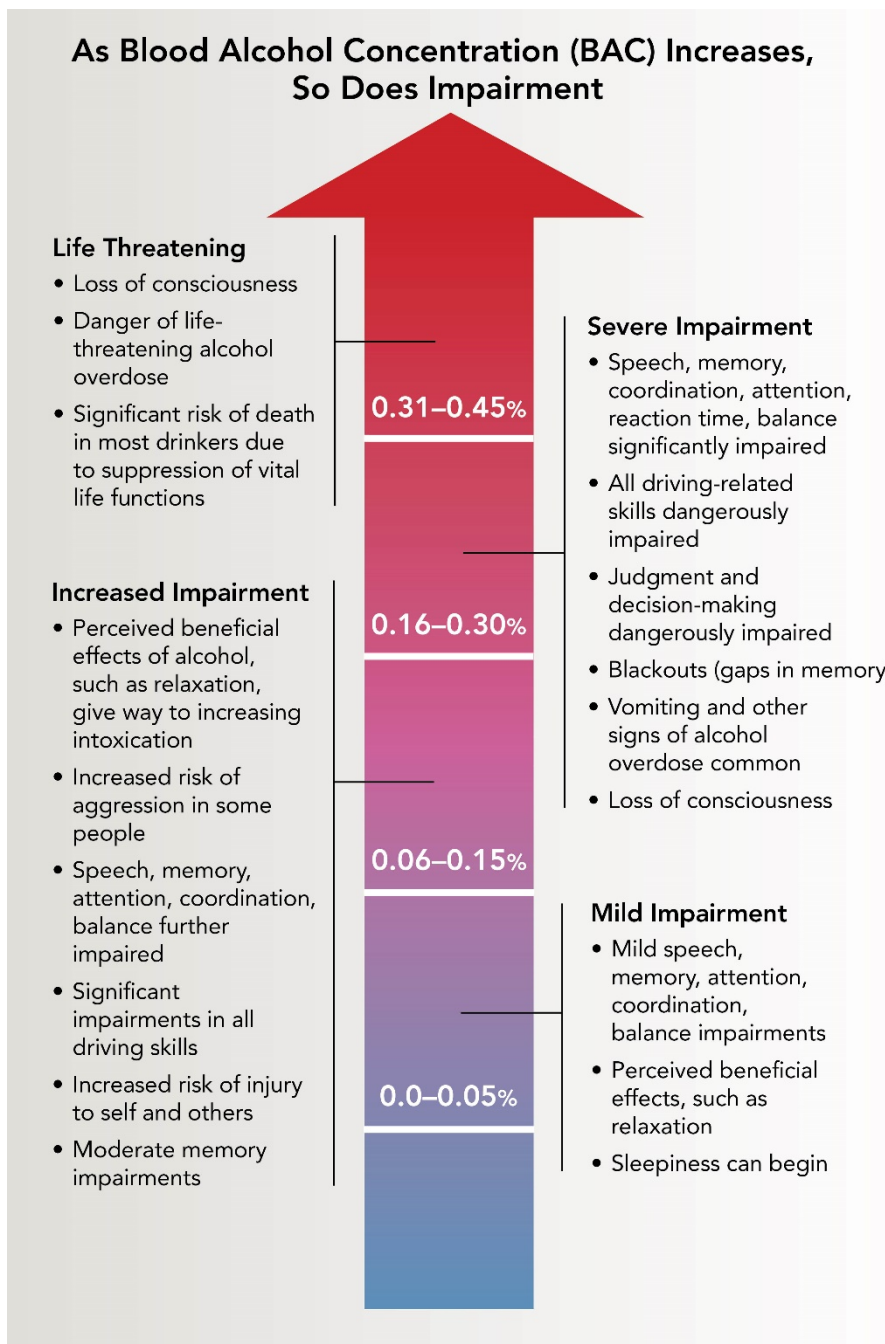 As Blood Alcohol Concentration (BAC) Increases,
So Does Impairment
Life Threatening
• Loss of consciousness
• Danger of life-
threatening alcohol
overdose
• Significant risk of death
in most drinkers due
to suppression of vital
life functions
0.31–0.45%
Severe Impairment
• Speech, memory,
coordination, attention,
reaction time, balance
significantly impaired
• All driving-related
skills dangerously
impaired
• Judgment and
decision-making
dangerously impaired
• Blackouts (gaps in memory
• Vomiting and other
signs of alcohol
overdose common
• Loss of consciousness
0.16–0.30%
Increased Impairment
• Perceived beneficial
effects of alcohol,
such as relaxation,
give way to increasing
intoxication
• Increased risk of
aggression in some
people
• Speech, memory,
attention, coordination,
balance further
impaired
• Significant
impairments in all
driving skills
• Increased risk of injury
to self and others
• Moderate memory
impairments
0.06–0.15%
Mild Impairment
• Mild speech,
memory, attention,
coordination,
balance impairments
• Perceived beneficial
effects, such as
relaxation
• Sleepiness can begin
0.0–0.05%